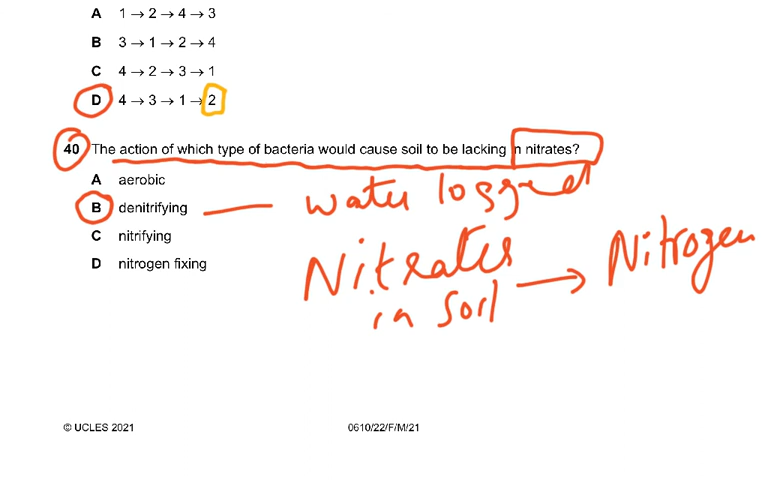 A 1 → 2 → 4 → 3
B 3 → 1 → 2 → 4
C 4 → 2 → 3 → 1
D 4 → 3 → 1 → 2
40 The action of which type of bacteria would cause soil to be lacking in nitrates?
A aerobic
B denitrifying
water logged
C nitrifying
D nitrogen fixing
Nitrates in soil → Nitrogen
© UCLES 2021 0610/22/F/M/21